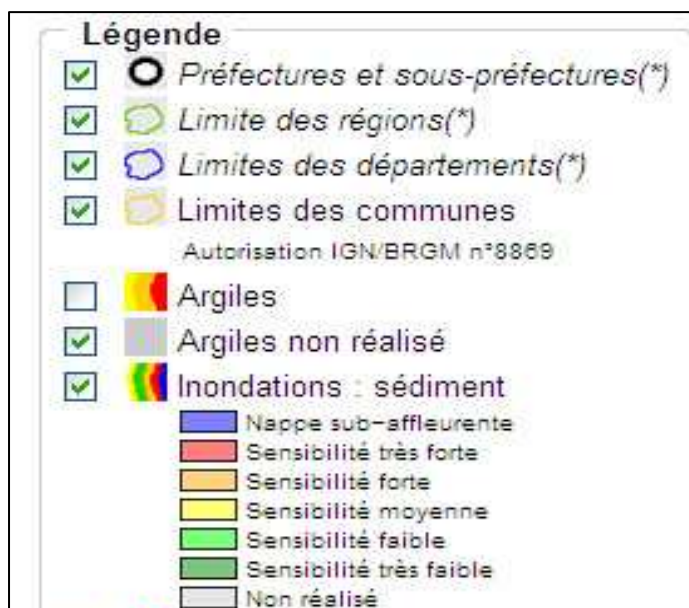 Légende
Préfectures et sous-préfectures(*)
Limite des régions(*)
Limites des départements(*)
Limites des communes
Autorisation IGN/BRGM n°8869
Argiles
Argiles non réalisé
Inondations : sédiment
Nappe sub-affleurente
Sensibilité très forte
Sensibilité forte
Sensibilité moyenne
Sensibilité faible
Sensibilité très faible
Non réalisé